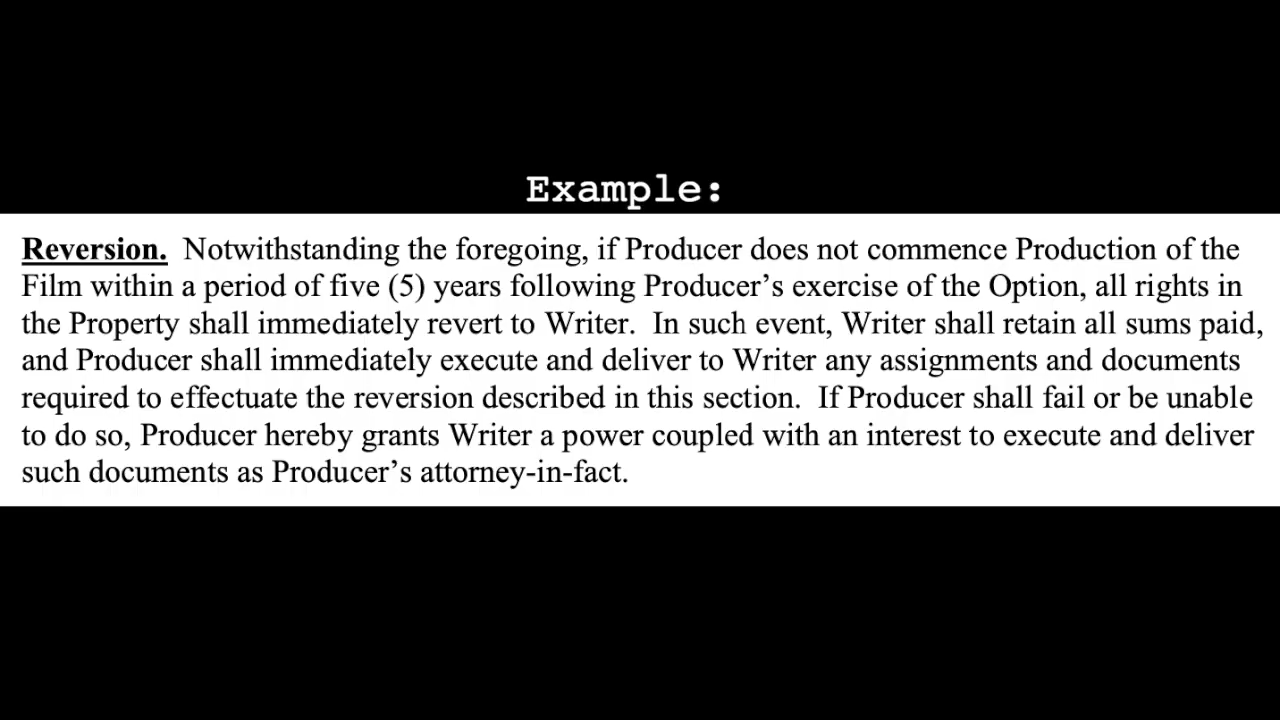 Example:
Reversion. Notwithstanding the foregoing, if Producer does not commence Production of the
Film within a period of five (5) years following Producer’s exercise of the Option, all rights in
the Property shall immediately revert to Writer. In such event, Writer shall retain all sums paid,
and Producer shall immediately execute and deliver to Writer any assignments and documents
required to effectuate the reversion described in this section. If Producer shall fail or be unable
to do so, Producer hereby grants Writer a power coupled with an interest to execute and deliver
such documents as Producer’s attorney-in-fact.